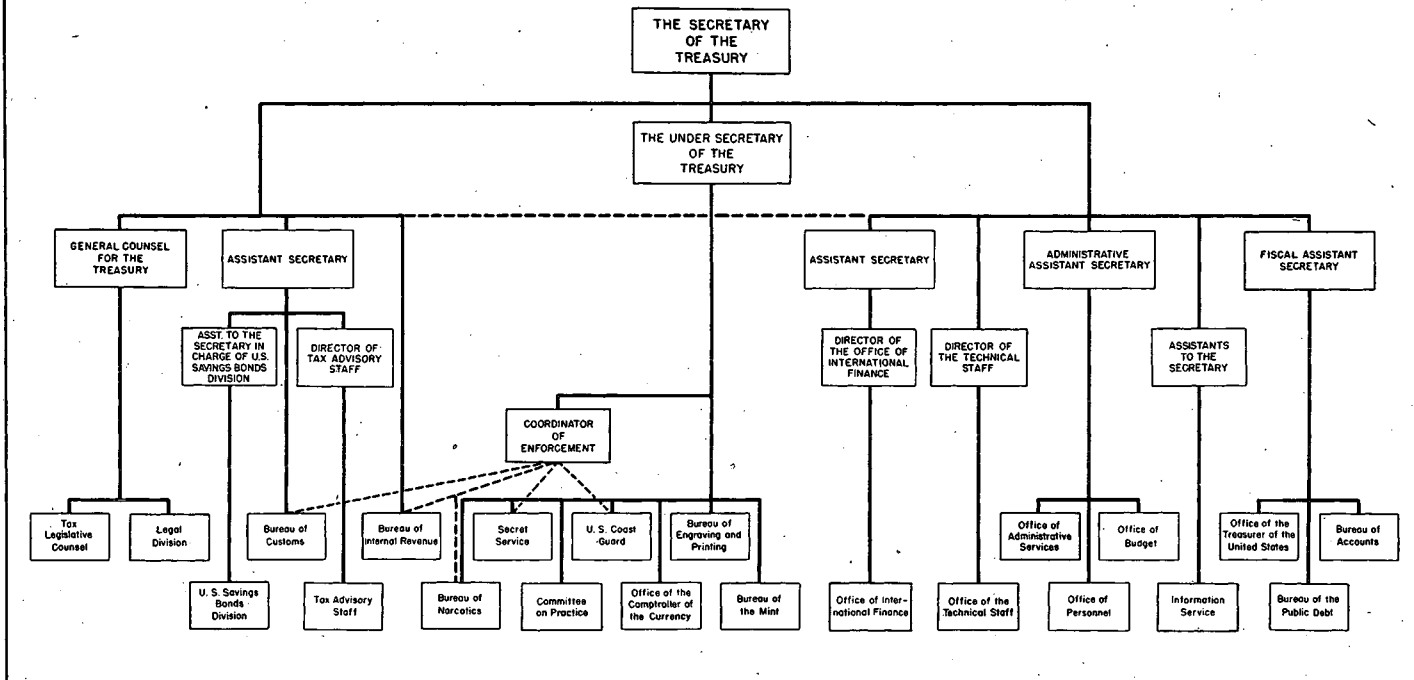 THE SECRETARY
OF THE
TREASURY
THE UNDER SECRETARY
OF THE
TREASURY
GENERAL COUNSEL
FOR THE
TREASURY
ASSISTANT SECRETARY
ASSISTANT SECRETARY
ADMINISTRATIVE
ASSISTANT SECRETARY
FISCAL ASSISTANT
SECRETARY
ASST. TO THE
SECRETARY IN
CHARGE OF U.S.
SAVINGS BONDS
DIVISION
DIRECTOR OF
TAX ADVISORY
STAFF
DIRECTOR OF
THE OFFICE OF
INTERNATIONAL
FINANCE
DIRECTOR OF
THE TECHNICAL
STAFF
ASSISTANTS
TO THE
SECRETARY
COORDINATOR
OF
ENFORCEMENT
Tax
Legislative
Counsel
Legal
Division
Bureau of
Customs
Bureau of
Internal Revenue
Secret
Service
U. S. Coast
Guard
Bureau of
Engraving and
Printing
Office of
Administrative
Services
Office of
Budget
Office of the
Treasurer of the
United States
Bureau of
Accounts
U. S. Savings
Bonds
Division
Tax Advisory
Staff
Bureau of
Narcotics
Committee
on Practice
Office of the
Comptroller of
the Currency
Bureau of
the Mint
Office of Inter-
national Finance
Office of the
Technical Staff
Office of
Personnel
Information
Service
Bureau of the
Public Debt